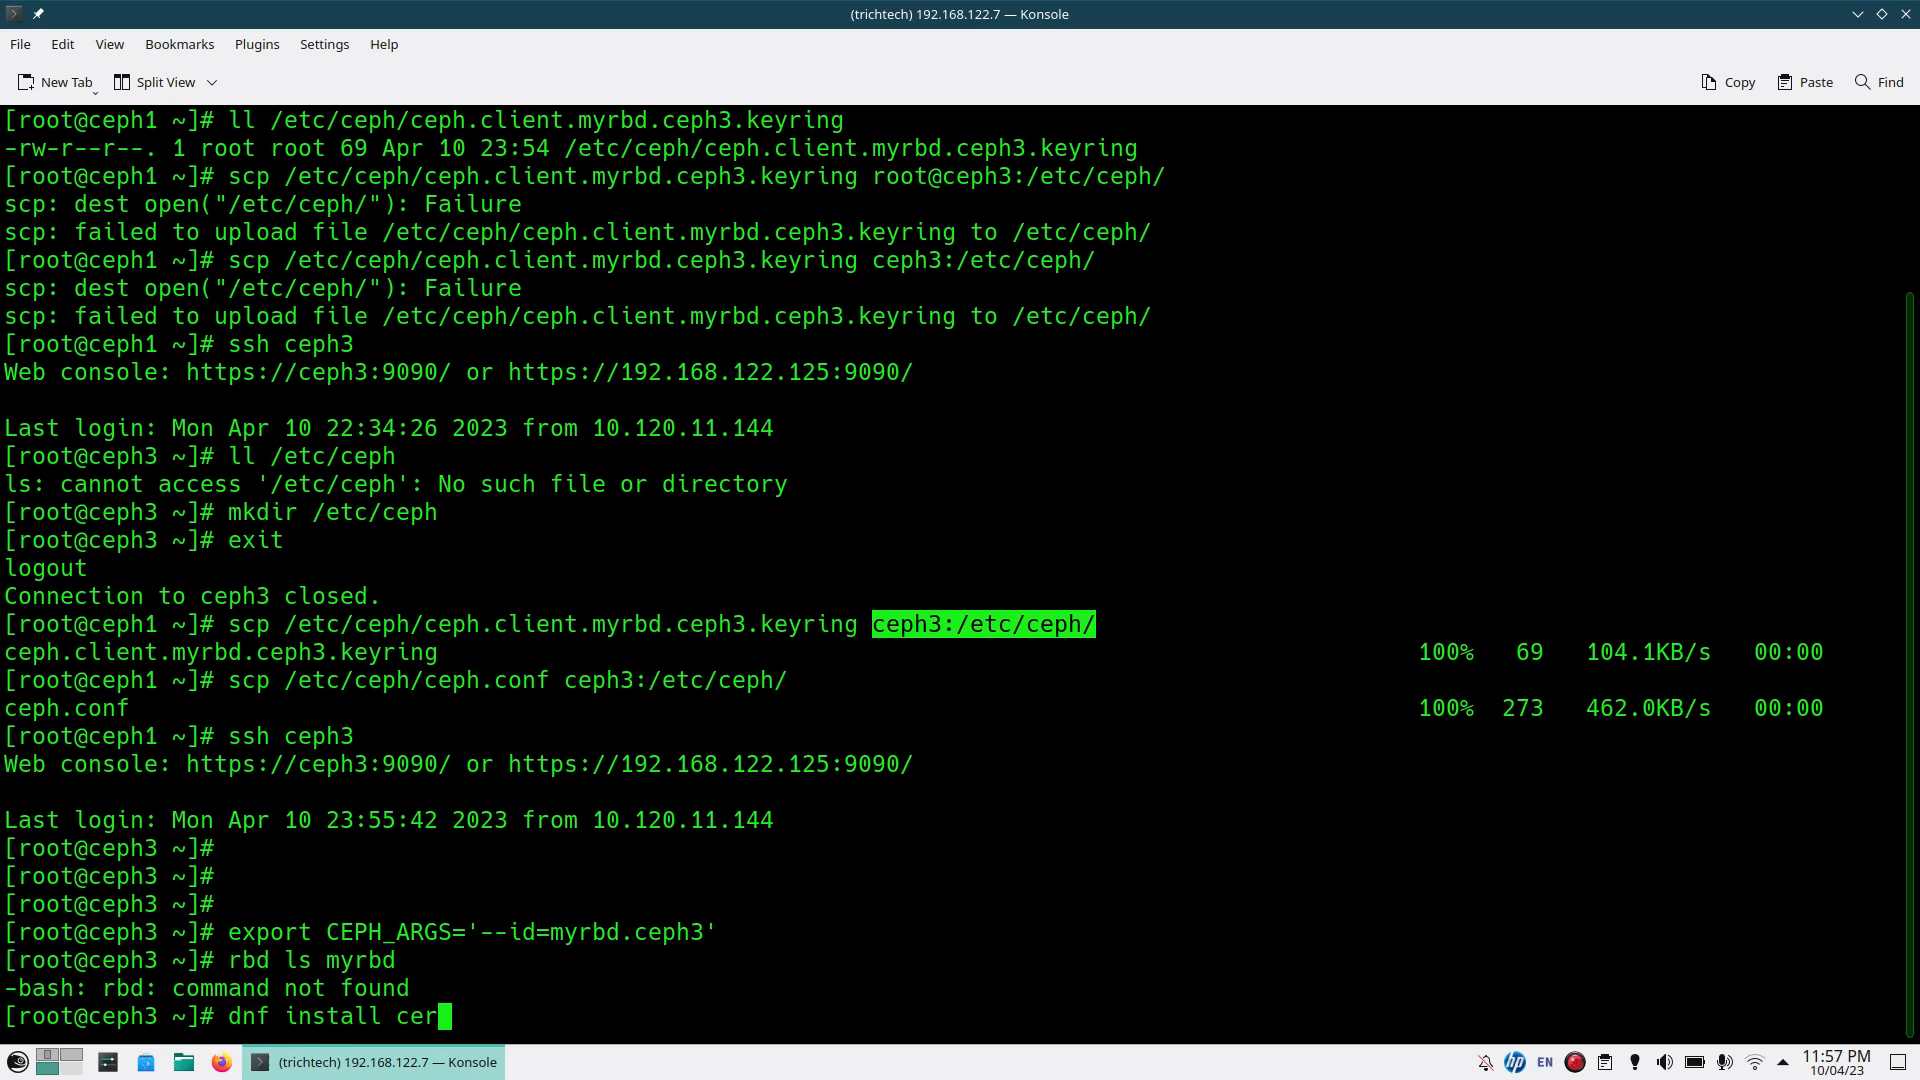 (trichtech) 192.168.122.7 — Konsole
File Edit View Bookmarks Plugins Settings Help
New Tab Split View Copy Paste Find
[root@ceph1 ~]# ll /etc/ceph/ceph.client.myrbd.ceph3.keyring
-rw-r--r--. 1 root root 69 Apr 10 23:54 /etc/ceph/ceph.client.myrbd.ceph3.keyring
[root@ceph1 ~]# scp /etc/ceph/ceph.client.myrbd.ceph3.keyring root@ceph3:/etc/ceph/
scp: dest open("/etc/ceph/"): Failure
scp: failed to upload file /etc/ceph/ceph.client.myrbd.ceph3.keyring to /etc/ceph/
[root@ceph1 ~]# scp /etc/ceph/ceph.client.myrbd.ceph3.keyring ceph3:/etc/ceph/
scp: dest open("/etc/ceph/"): Failure
scp: failed to upload file /etc/ceph/ceph.client.myrbd.ceph3.keyring to /etc/ceph/
[root@ceph1 ~]# ssh ceph3
Web console: https://ceph3:9090/ or https://192.168.122.125:9090/
Last login: Mon Apr 10 22:34:26 2023 from 10.120.11.144
[root@ceph3 ~]# ll /etc/ceph
ls: cannot access '/etc/ceph': No such file or directory
[root@ceph3 ~]# mkdir /etc/ceph
[root@ceph3 ~]# exit
logout
Connection to ceph3 closed.
[root@ceph1 ~]# scp /etc/ceph/ceph.client.myrbd.ceph3.keyring ceph3:/etc/ceph/
ceph.client.myrbd.ceph3.keyring 100% 69 104.1KB/s 00:00
[root@ceph1 ~]# scp /etc/ceph/ceph.conf ceph3:/etc/ceph/
ceph.conf 100% 273 462.0KB/s 00:00
[root@ceph1 ~]# ssh ceph3
Web console: https://ceph3:9090/ or https://192.168.122.125:9090/
Last login: Mon Apr 10 23:55:42 2023 from 10.120.11.144
[root@ceph3 ~]#
[root@ceph3 ~]#
[root@ceph3 ~]#
[root@ceph3 ~]# export CEPH_ARGS='--id=myrbd.ceph3'
[root@ceph3 ~]# rbd ls myrbd
-bash: rbd: command not found
[root@ceph3 ~]# dnf install cer
(trichtech) 192.168.122.7 — Konsole hp EN 11:57 PM
10/04/23